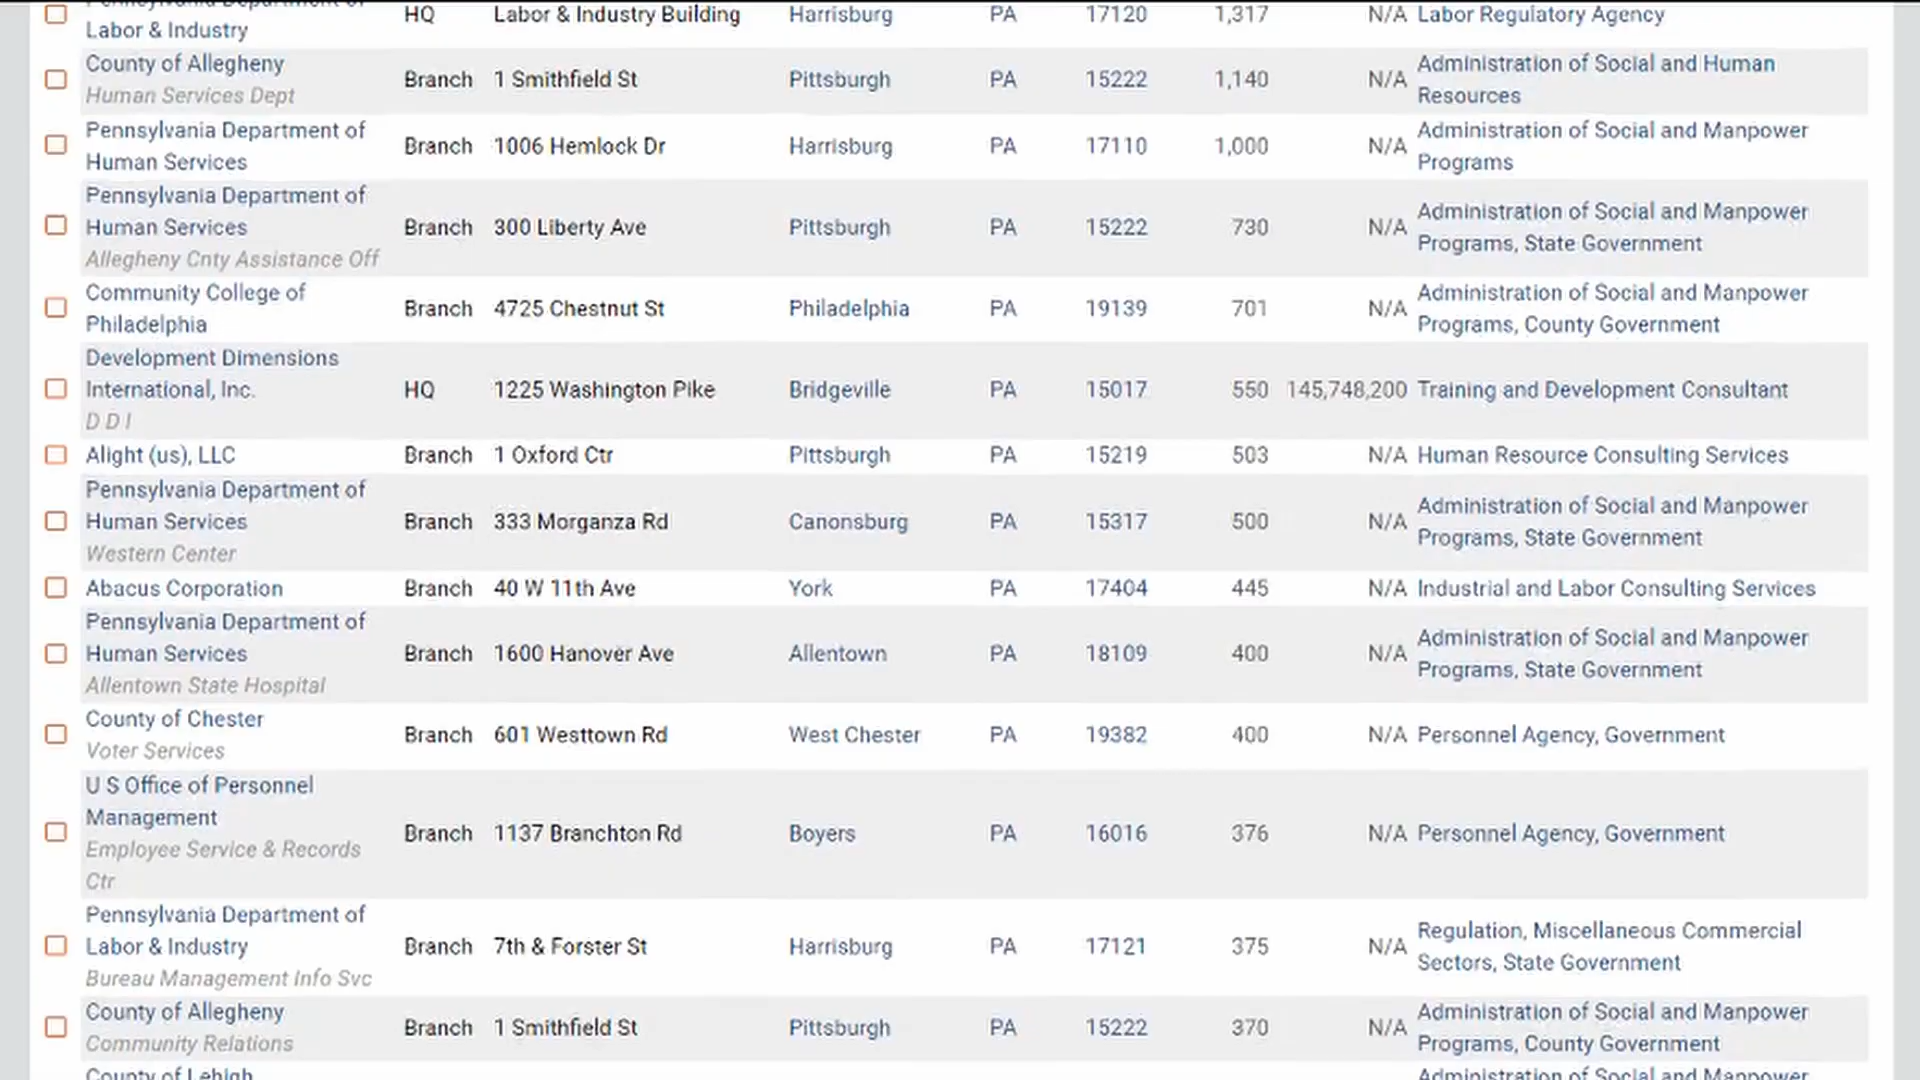 Pennsylvania Department of
Labor & Industry HQ Labor & Industry Building Harrisburg PA 17120 1,317 N/A Labor Regulatory Agency
County of Allegheny
Human Services Dept Branch 1 Smithfield St Pittsburgh PA 15222 1,140 N/A Administration of Social and Human
Resources
Pennsylvania Department of
Human Services Branch 1006 Hemlock Dr Harrisburg PA 17110 1,000 N/A Administration of Social and Manpower
Programs
Pennsylvania Department of
Human Services
Allegheny Cnty Assistance Off Branch 300 Liberty Ave Pittsburgh PA 15222 730 N/A Administration of Social and Manpower
Programs, State Government
Community College of
Philadelphia Branch 4725 Chestnut St Philadelphia PA 19139 701 N/A Administration of Social and Manpower
Programs, County Government
Development Dimensions
International, Inc.
D D I HQ 1225 Washington Pike Bridgeville PA 15017 550 145,748,200 Training and Development Consultant
Alight (us), LLC Branch 1 Oxford Ctr Pittsburgh PA 15219 503 N/A Human Resource Consulting Services
Pennsylvania Department of
Human Services
Western Center Branch 333 Morganza Rd Canonsburg PA 15317 500 N/A Administration of Social and Manpower
Programs, State Government
Abacus Corporation Branch 40 W 11th Ave York PA 17404 445 N/A Industrial and Labor Consulting Services
Pennsylvania Department of
Human Services
Allentown State Hospital Branch 1600 Hanover Ave Allentown PA 18109 400 N/A Administration of Social and Manpower
Programs, State Government
County of Chester
Voter Services Branch 601 Westtown Rd West Chester PA 19382 400 N/A Personnel Agency, Government
U S Office of Personnel
Management
Employee Service & Records
Ctr Branch 1137 Branchton Rd Boyers PA 16016 376 N/A Personnel Agency, Government
Pennsylvania Department of
Labor & Industry
Bureau Management Info Svc Branch 7th & Forster St Harrisburg PA 17121 375 N/A Regulation, Miscellaneous Commercial
Sectors, State Government
County of Allegheny
Community Relations Branch 1 Smithfield St Pittsburgh PA 15222 370 N/A Administration of Social and Manpower
Programs, County Government
County of Lehigh Administration of Social and Manpower